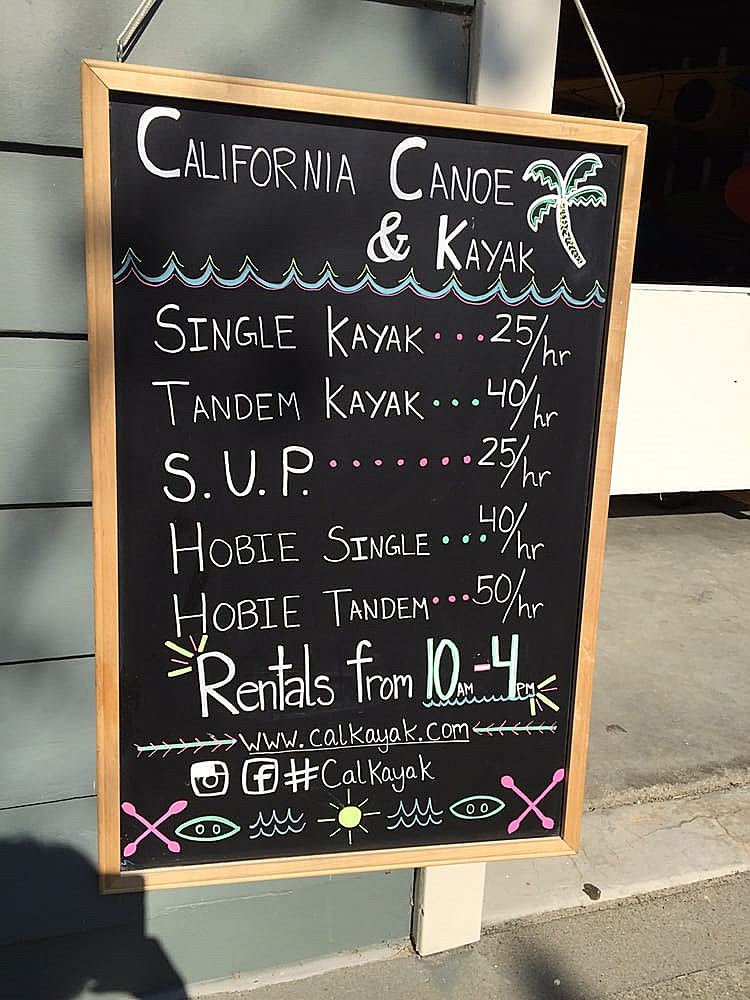 CALIFORNIA CANOE
& KAYAK
SINGLE KAYAK...25/hr
TANDEM KAYAK...40/hr
S.U.P.......25/hr
HOBIE SINGLE...40/hr
HOBIE TANDEM...50/hr
Rentals from 10AM-4PM
www.calkayak.com
#CalKayak